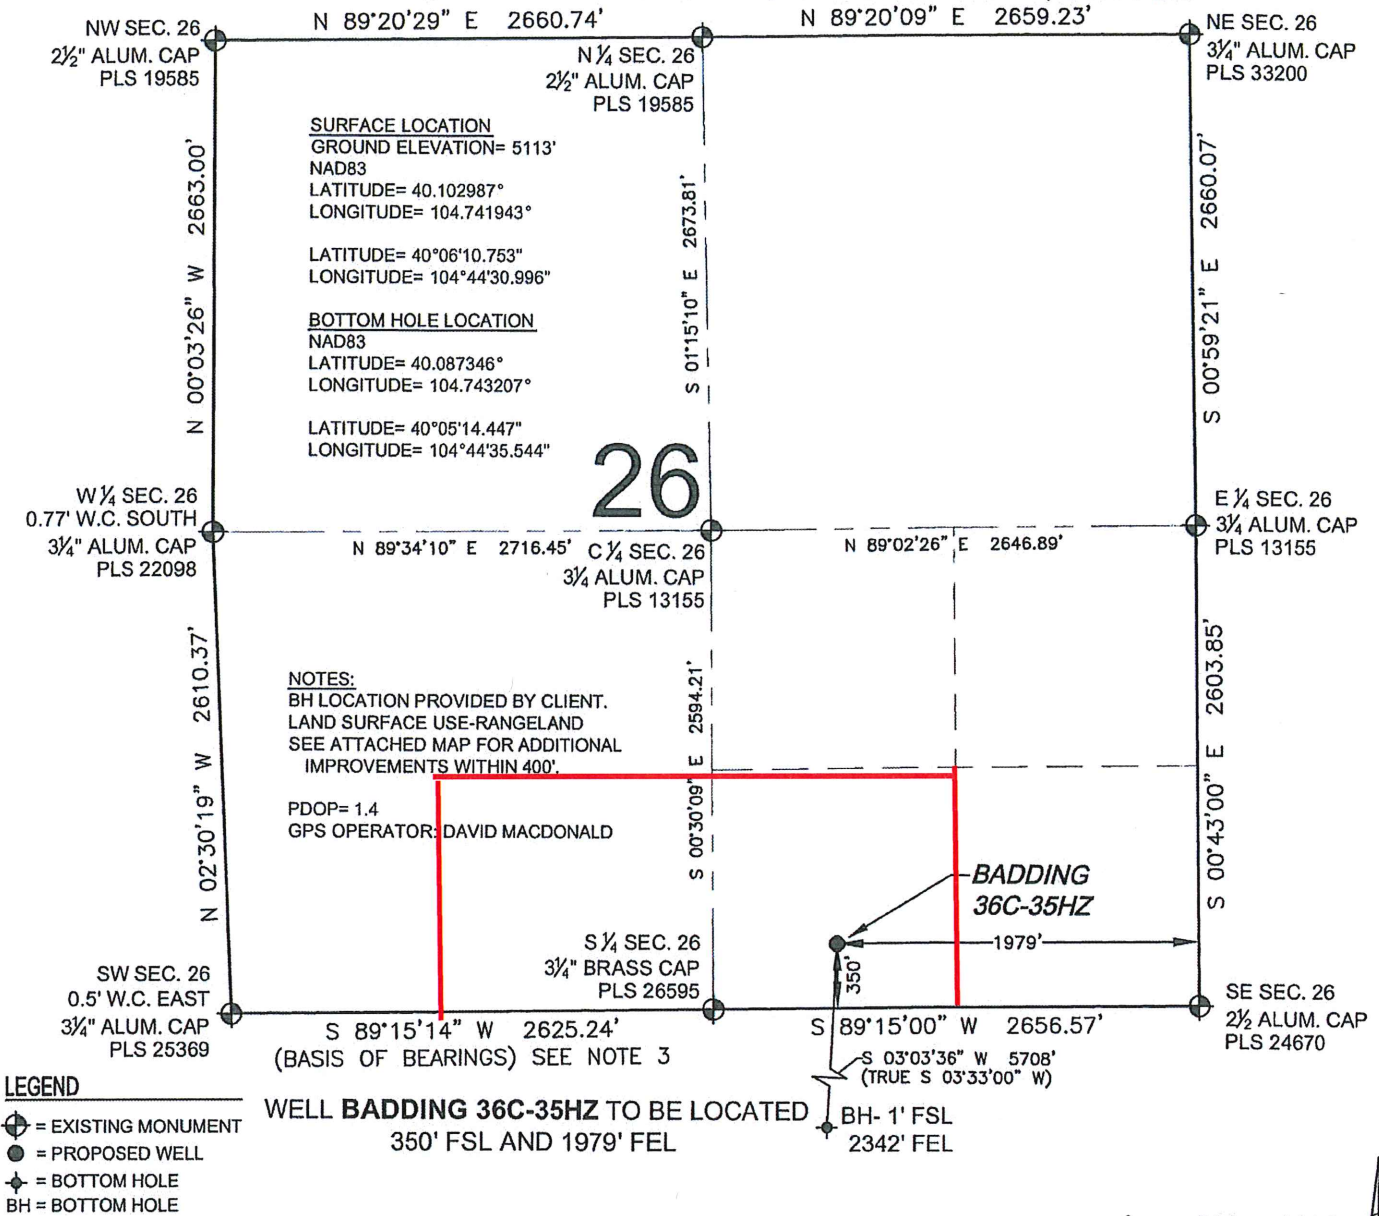 N 89°20'29" E 2660.74'
N 89°20'09" E 2659.23'
NW SEC. 26
2½" ALUM. CAP
PLS 19585
N ¼ SEC. 26
2½" ALUM. CAP
PLS 19585
NE SEC. 26
3¼" ALUM. CAP
PLS 33200
SURFACE LOCATION
GROUND ELEVATION= 5113'
NAD83
LATITUDE= 40.102987°
LONGITUDE= 104.741943°
LATITUDE= 40°06'10.753"
LONGITUDE= 104°44'30.996"
BOTTOM HOLE LOCATION
NAD83
LATITUDE= 40.087346°
LONGITUDE= 104.743207°
LATITUDE= 40°05'14.447"
LONGITUDE= 104°44'35.544"
N 00°03'26" W 2663.00'
S 01°15'10" E 2673.81'
S 00°59'21" E 2660.07'
26
W ¼ SEC. 26
0.77' W.C. SOUTH
3¼" ALUM. CAP
PLS 22098
N 89°34'10" E 2716.45'
C ¼ SEC. 26
3¼ ALUM. CAP
PLS 13155
N 89°02'26" E 2646.89'
E ¼ SEC. 26
3¼ ALUM. CAP
PLS 13155
N 02°30'19" W 2610.37'
NOTES:
BH LOCATION PROVIDED BY CLIENT.
LAND SURFACE USE-RANGELAND
SEE ATTACHED MAP FOR ADDITIONAL
IMPROVEMENTS WITHIN 400'.
PDOP= 1.4
GPS OPERATOR: DAVID MACDONALD
S 00°30'09" E 2594.21'
S 00°43'00" E 2603.85'
BADDING
36C-35HZ
1979'
350'
SW SEC. 26
0.5' W.C. EAST
3¼" ALUM. CAP
PLS 25369
S ¼ SEC. 26
3¼" BRASS CAP
PLS 26595
SE SEC. 26
2½ ALUM. CAP
PLS 24670
S 89°15'14" W 2625.24'
(BASIS OF BEARINGS) SEE NOTE 3
S 89°15'00" W 2656.57'
S 03°03'36" W 5708'
(TRUE S 03°33'00" W)
BH- 1' FSL
2342' FEL
WELL BADDING 36C-35HZ TO BE LOCATED
350' FSL AND 1979' FEL
LEGEND
= EXISTING MONUMENT
= PROPOSED WELL
= BOTTOM HOLE
BH = BOTTOM HOLE